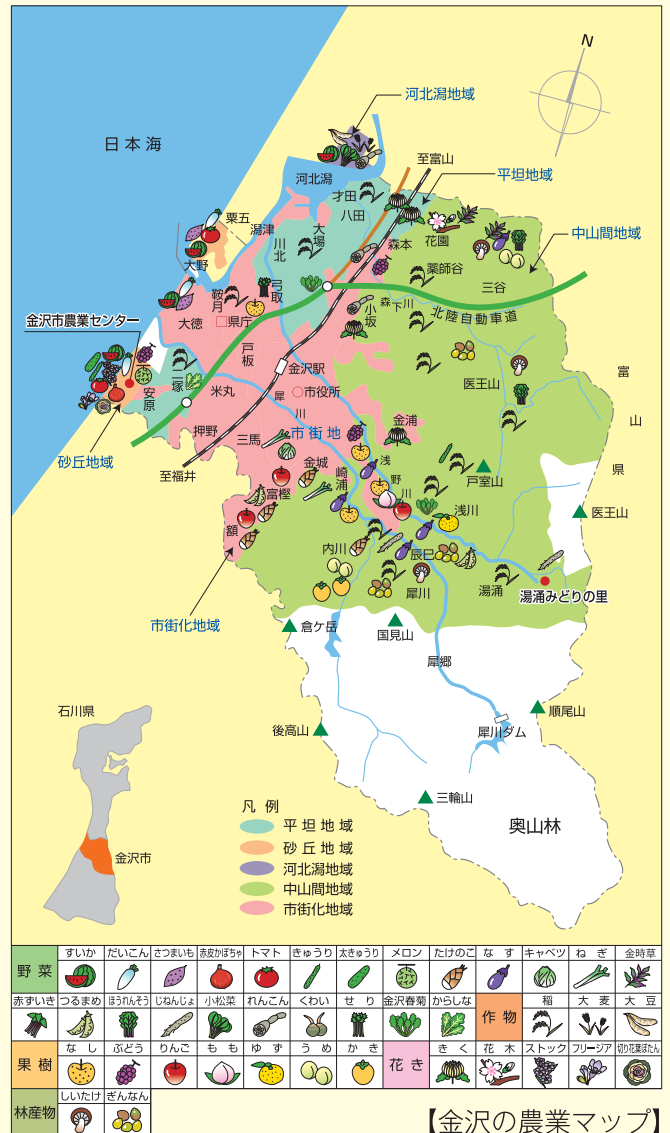 N
日本海
河北潟地域
至富山
平坦地域
河北潟
才田
八田
粟五
潟津
大場
川北
森本
花園
中山間地域
大野
薬師谷
三谷
鞍月
弓取
森下川
北陸自動車道
金沢市農業センター
大徳
県庁
小坂
戸板
金沢駅
医王山
二塚
安原
米丸
犀川
市役所
富山県
押野
三馬
市街地
金浦
砂丘地域
至福井
金城
崎浦
浅野川
戸室山
富樫
浅川
医王山
額
内川
辰巳
犀川
湯涌
湯涌みどりの里
市街化地域
倉ケ岳
国見山
犀郷
石川県
後高山
順尾山
犀川ダム
三輪山
奥山林
金沢市
凡例
平坦地域
砂丘地域
河北潟地域
中山間地域
市街化地域
野菜 すいか だいこん さつまいも 赤皮かぼちゃ トマト きゅうり 太きゅうり メロン たけのこ なす キャベツ ねぎ 金時草
赤ずいき つるまめ ほうれんそう じねんじょ 小松菜 れんこん くわい せり 金沢春菊 からしな 作物 稲 大麦 大豆
果樹 なし ぶどう りんご もも ゆず うめ かき 花き きく 花木 ストック フリージア 切り花葉ぼたん
林産物 しいたけ ぎんなん
【金沢の農業マップ】